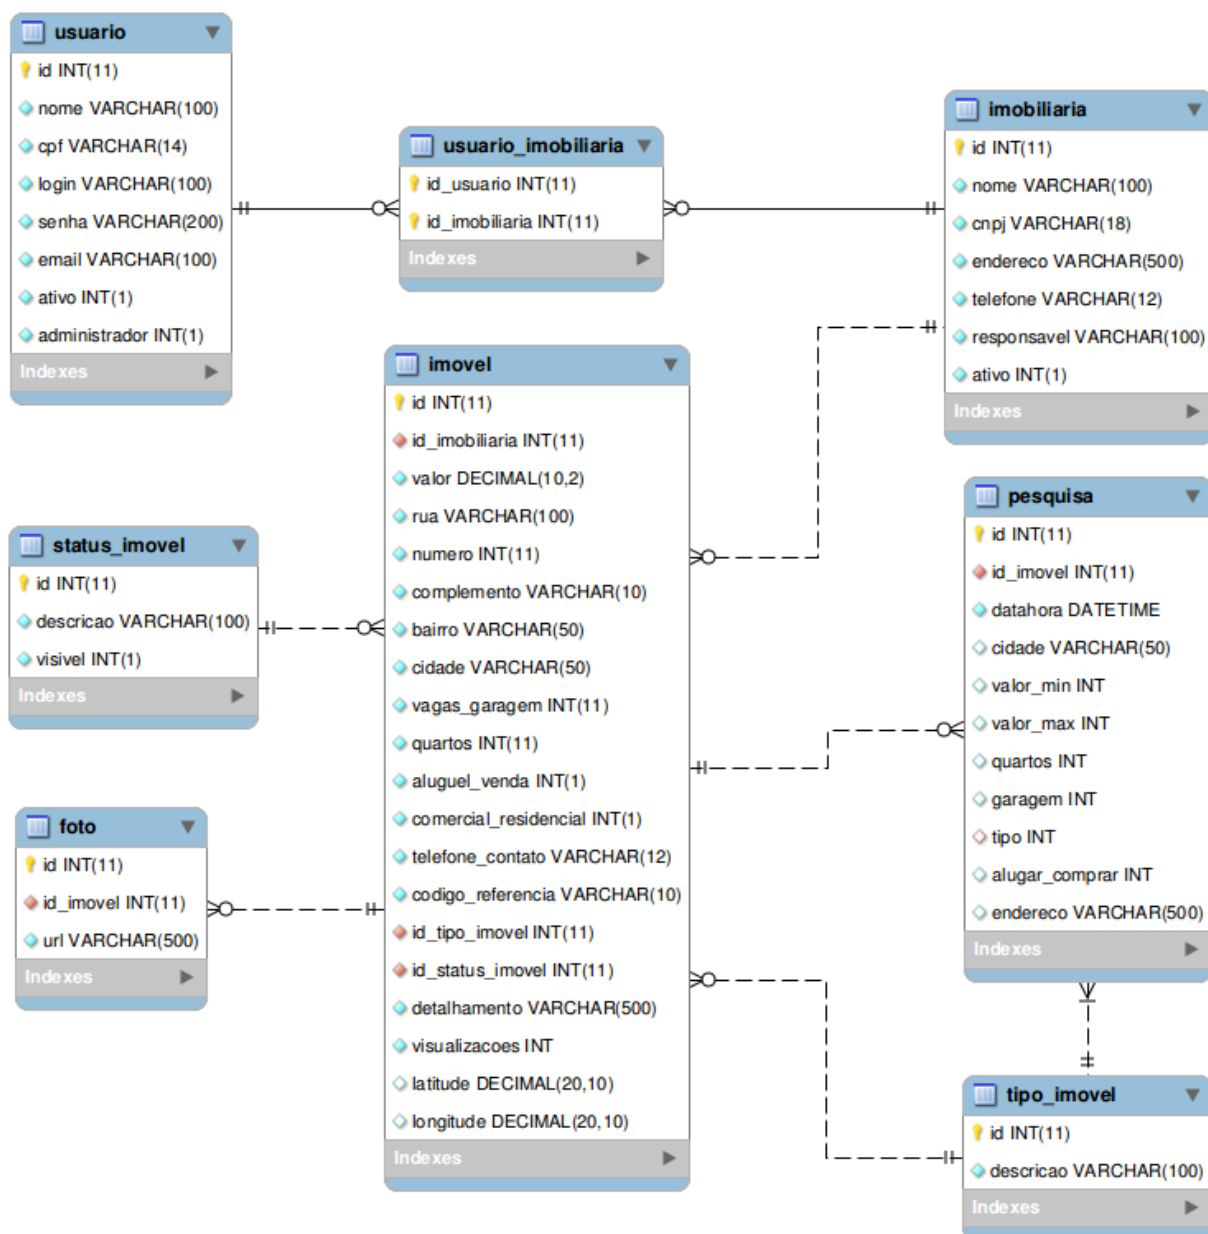 usuario
id INT(11)
nome VARCHAR(100)
cpf VARCHAR(14)
login VARCHAR(100)
senha VARCHAR(200)
email VARCHAR(100)
ativo INT(1)
administrador INT(1)
Indexes
usuario_imobiliaria
id_usuario INT(11)
id_imobiliaria INT(11)
Indexes
imobiliaria
id INT(11)
nome VARCHAR(100)
cnpj VARCHAR(18)
endereco VARCHAR(500)
telefone VARCHAR(12)
responsavel VARCHAR(100)
ativo INT(1)
Indexes
imovel
id INT(11)
id_imobiliaria INT(11)
valor DECIMAL(10,2)
rua VARCHAR(100)
numero INT(11)
complemento VARCHAR(10)
bairro VARCHAR(50)
cidade VARCHAR(50)
vagas_garagem INT(11)
quartos INT(11)
aluguel_venda INT(1)
comercial_residencial INT(1)
telefone_contato VARCHAR(12)
codigo_referência VARCHAR(10)
id_tipo_imovel INT(11)
id_status_imovel INT(11)
detalhamento VARCHAR(500)
visualizacoes INT
latitude DECIMAL(20,10)
longitude DECIMAL(20,10)
Indexes
status_imovel
id INT(11)
descricao VARCHAR(100)
visivel INT(1)
Indexes
foto
id INT(11)
id_imovel INT(11)
url VARCHAR(500)
Indexes
pesquisa
id INT(11)
id_imovel INT(11)
datahora DATETIME
cidade VARCHAR(50)
valor_min INT
valor_max INT
quartos INT
garagem INT
tipo INT
alugar_comprar INT
endereco VARCHAR(500)
Indexes
tipo_imovel
id INT(11)
descricao VARCHAR(100)
Indexes